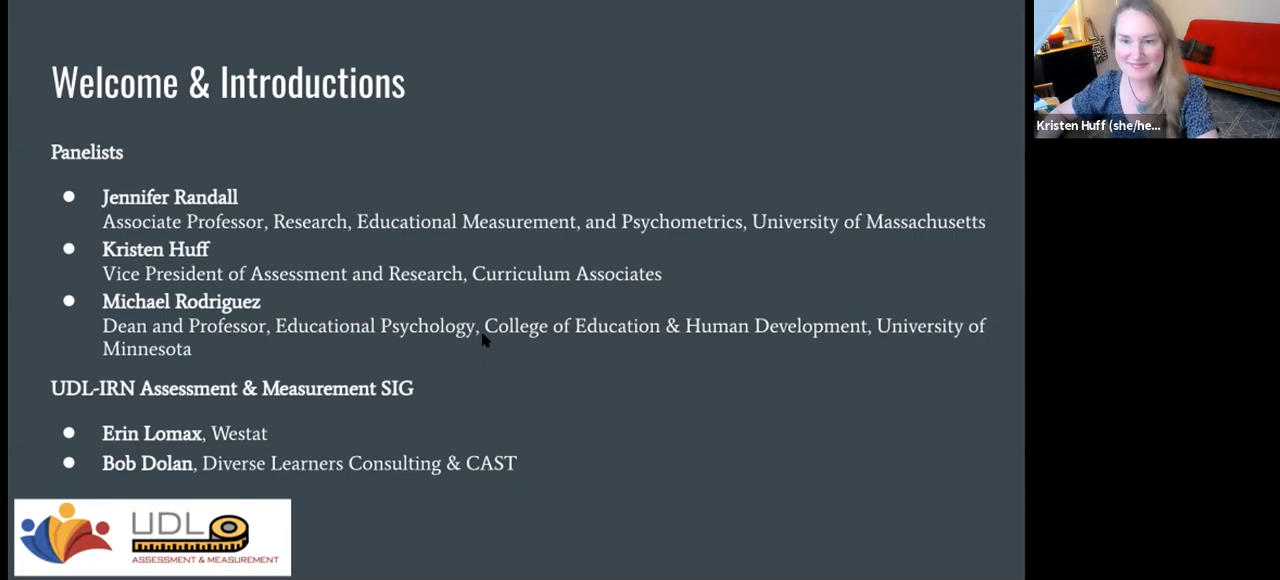 Welcome & Introductions
Panelists
Jennifer Randall
Associate Professor, Research, Educational Measurement, and Psychometrics, University of Massachusetts
Kristen Huff
Vice President of Assessment and Research, Curriculum Associates
Michael Rodriguez
Dean and Professor, Educational Psychology, College of Education & Human Development, University of
Minnesota
UDL-IRN Assessment & Measurement SIG
Erin Lomax, Westat
Bob Dolan, Diverse Learners Consulting & CAST
UDL
ASSESSMENT & MEASUREMENT
Kristen Huff (she/he...